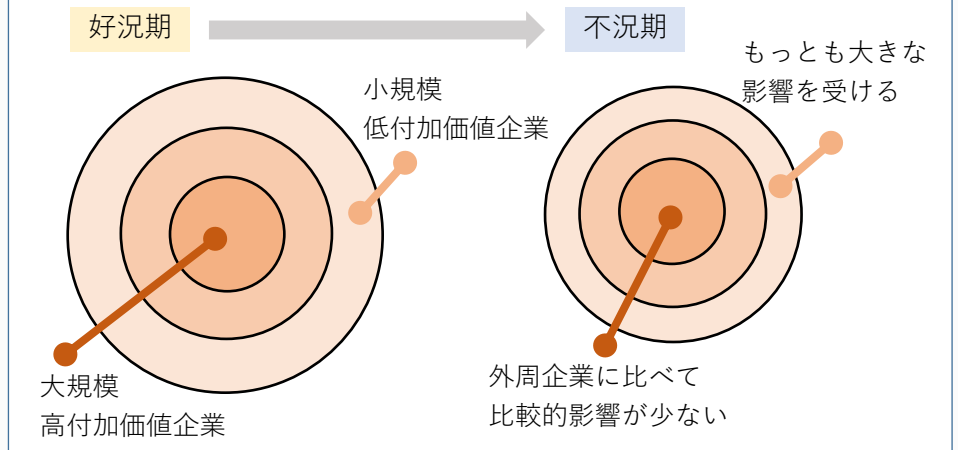 好況期
不況期
小規模
低付加価値企業
もっとも大きな
影響を受ける
大規模
高付加価値企業
外周企業に比べて
比較的影響が少ない